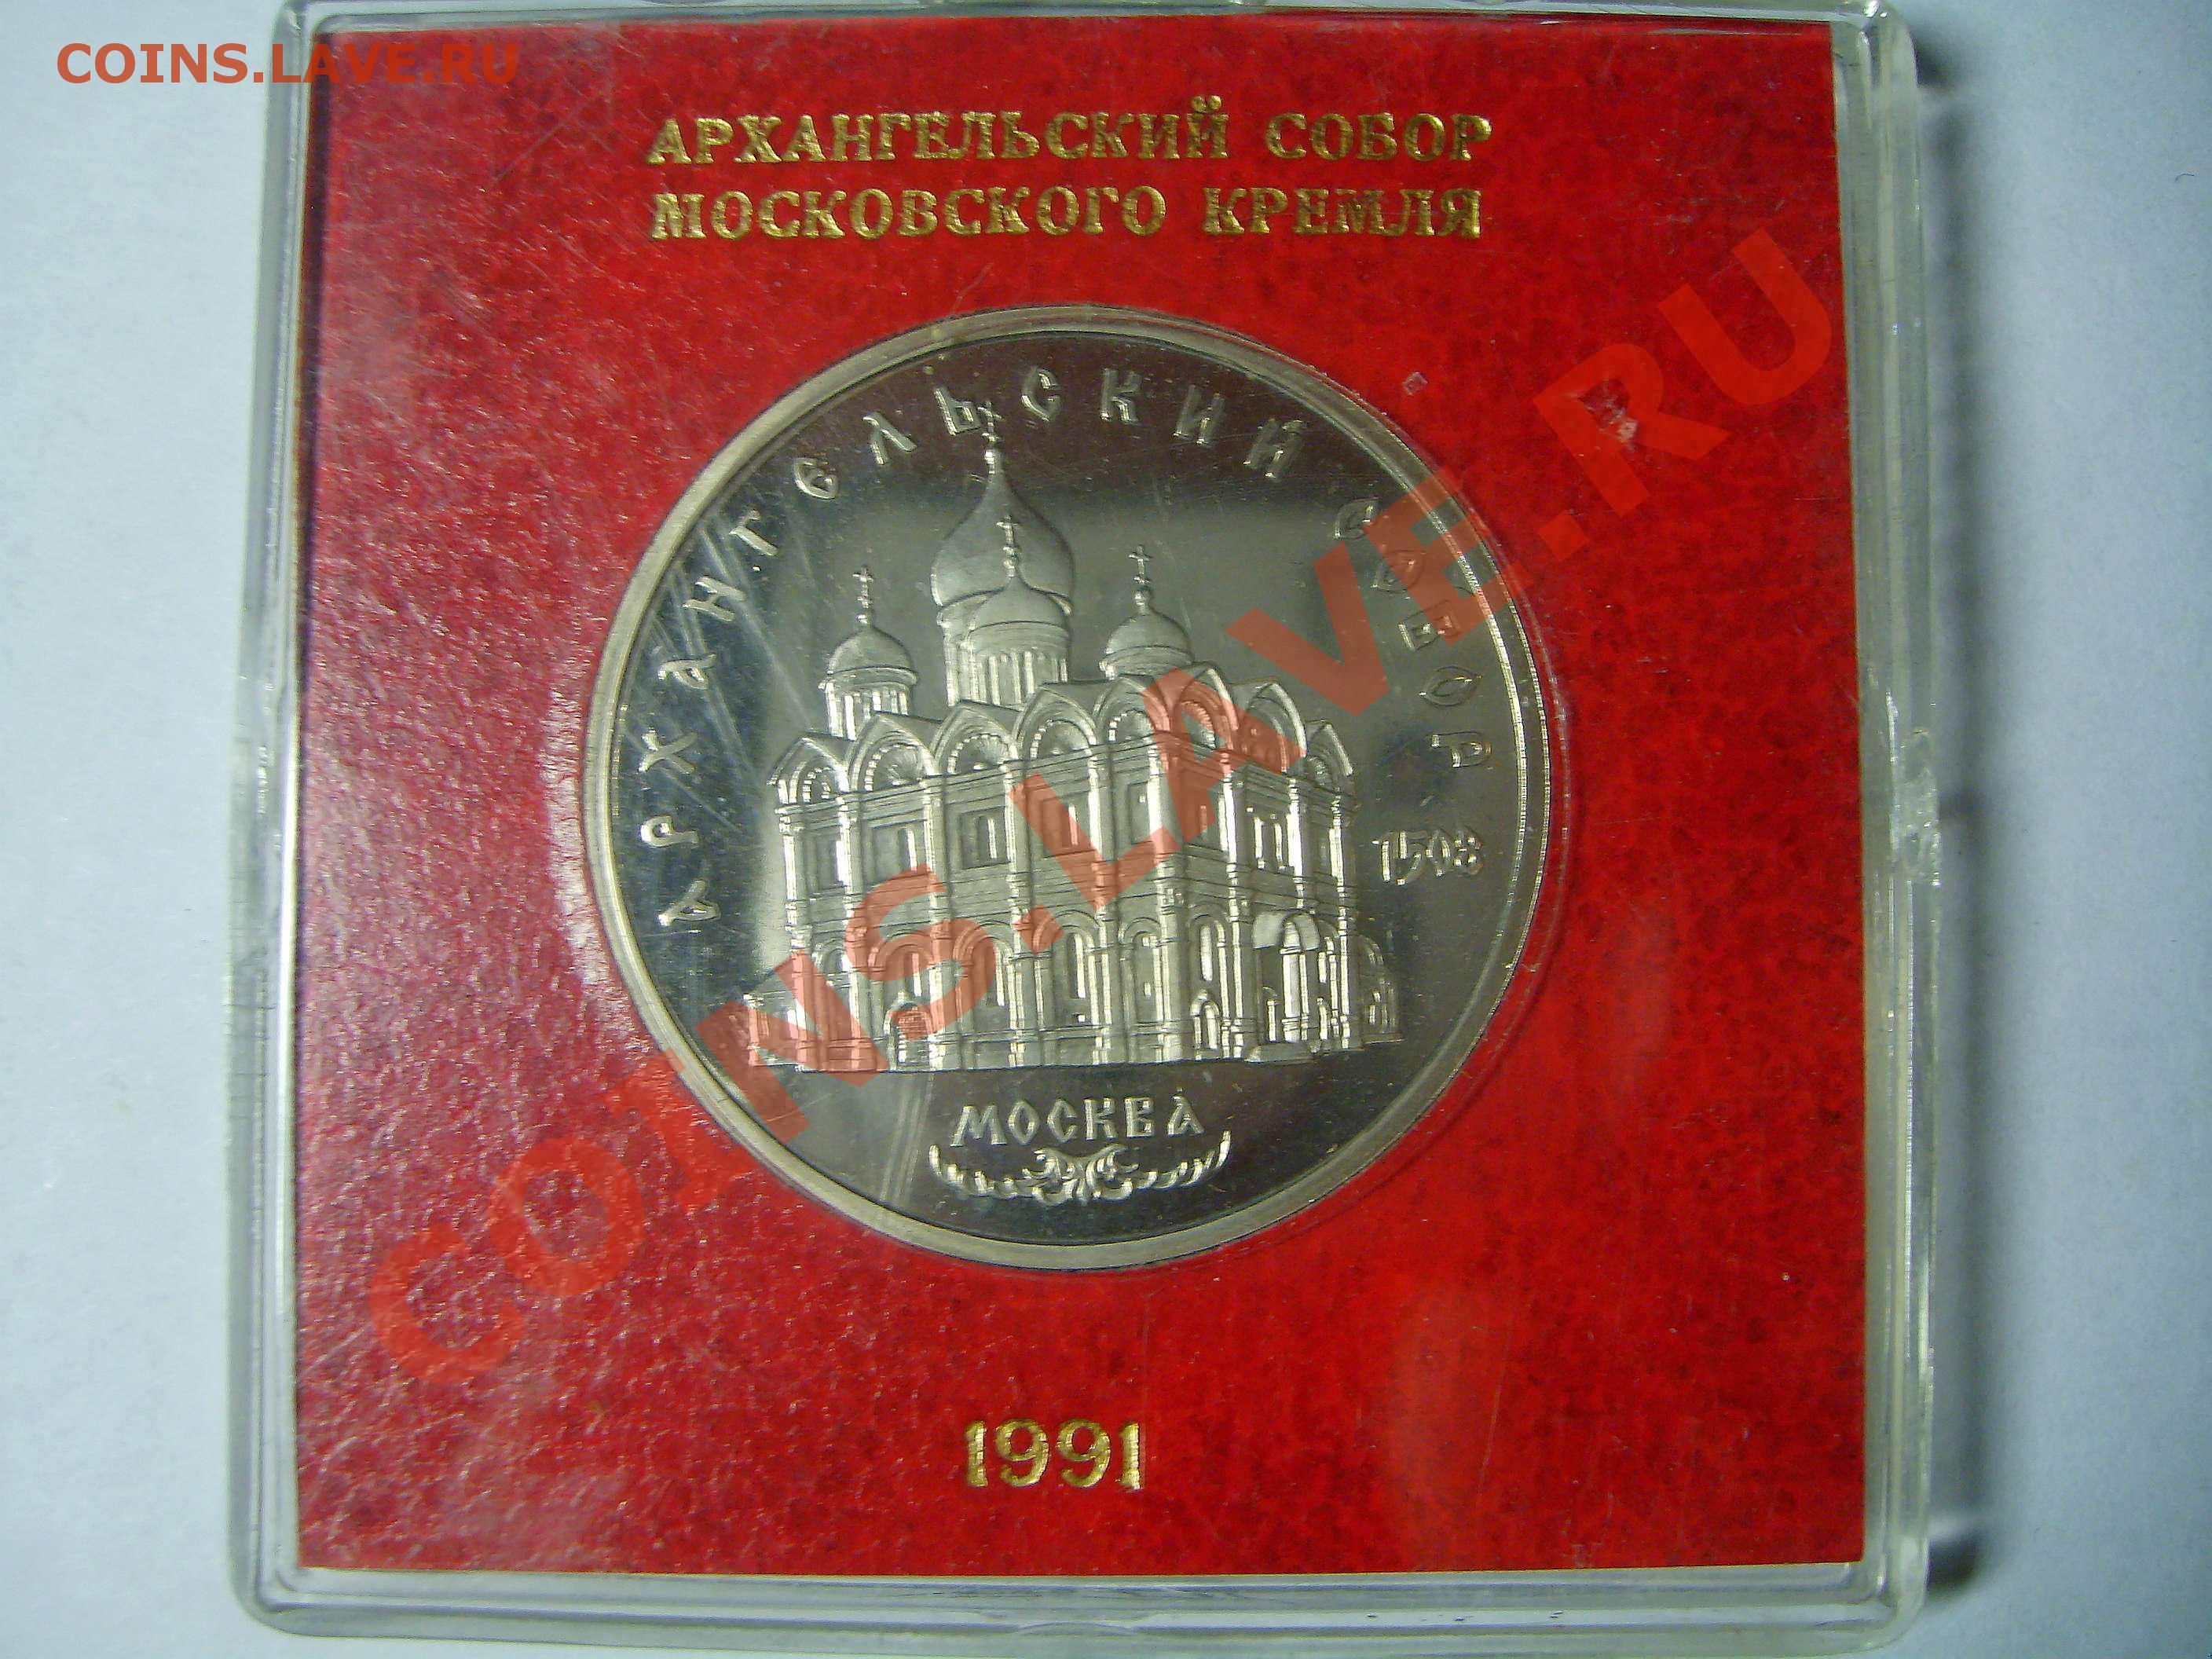 COINS.LAVE.RU
АРХАНГЕЛЬСКИЙ СОБОР
МОСКОВСКОГО КРЕМЛЯ
АРХАНГЕЛЬСКИЙ СОБОР
1508
МОСКВА
1991
COINS.LAVE.RU